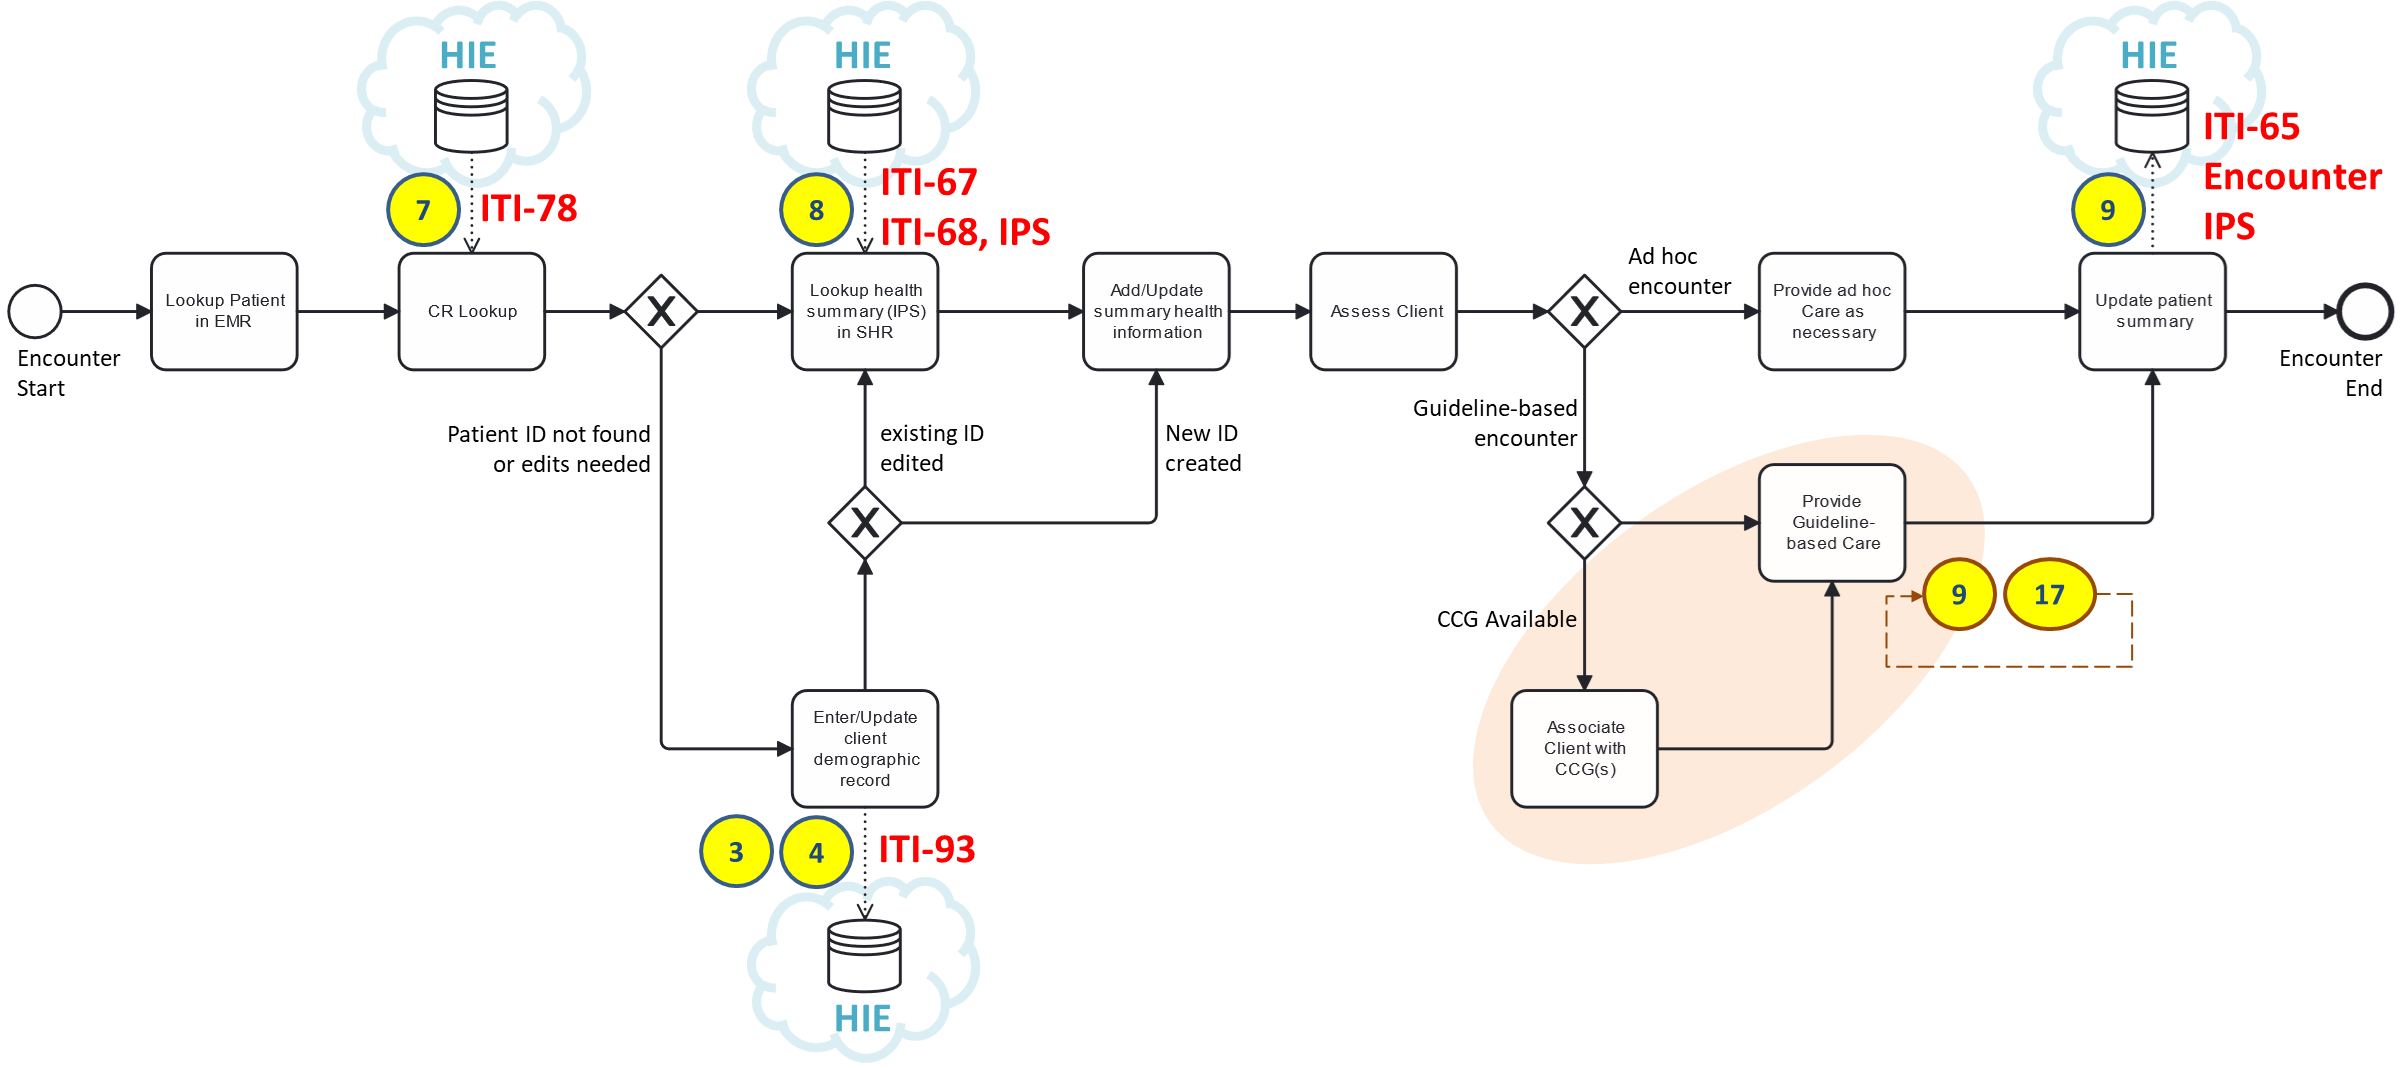 HIE
HIE
HIE
7
ITI-78
8
ITI-67
ITI-68, IPS
9
ITI-65
Encounter
IPS
Encounter
Start
Lookup Patient
in EMR
CR Lookup
X
Lookup health
summary (IPS)
in SHR
Add/Update
summary health
information
Assess Client
X
Ad hoc
encounter
Provide ad hoc
Care as
necessary
Update patient
summary
Encounter
End
Patient ID not found
or edits needed
existing ID
edited
New ID
created
X
Guideline-based
encounter
X
Provide
Guideline-
based Care
9
17
CCG Available
Associate
Client with
CCG(s)
Enter/Update
client
demographic
record
3
4
ITI-93
HIE